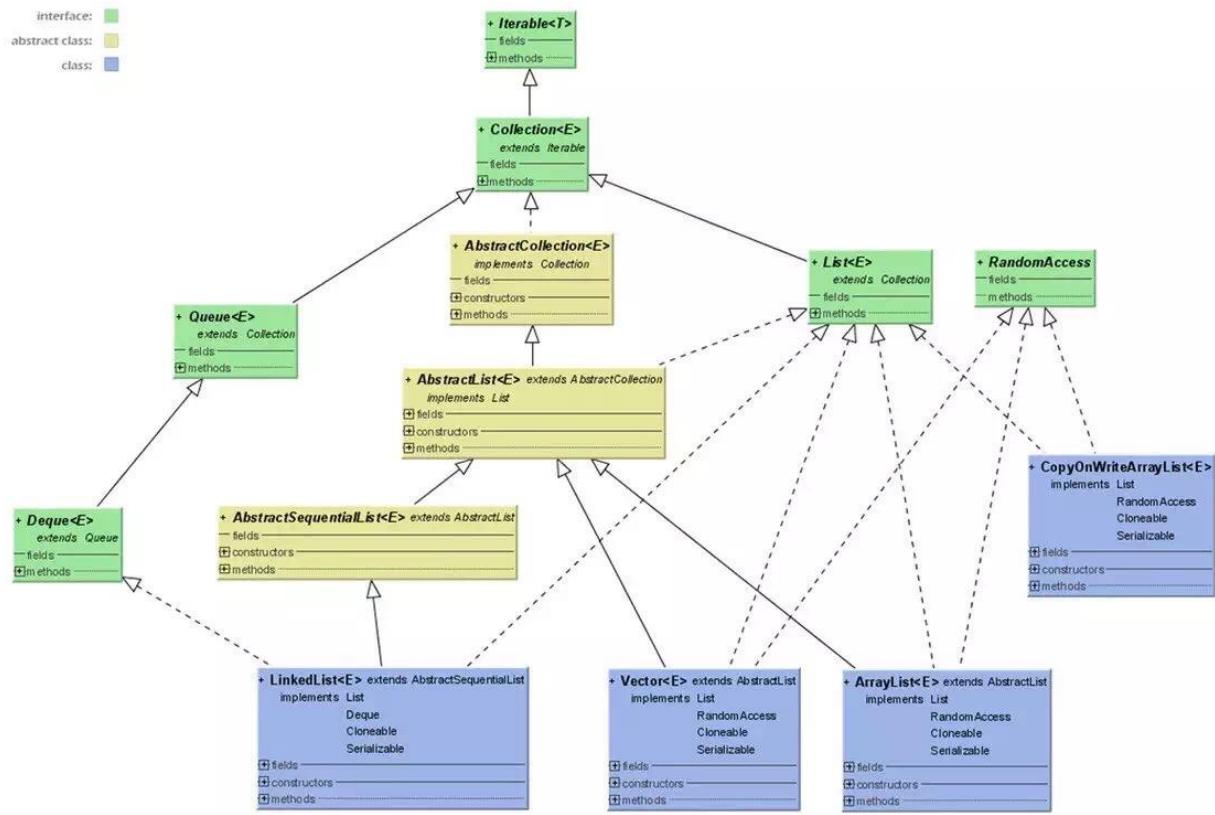 interface:
abstract class:
class:
+ Iterable<T>
fields
methods
+ Collection<E>
extends Iterable
fields
methods
+ AbstractCollection<E>
implements Collection
fields
constructors
methods
+ List<E>
extends Collection
fields
methods
+ RandomAccess
fields
methods
+ Queue<E>
extends Collection
fields
methods
+ AbstractList<E> extends AbstractCollection
implements List
fields
constructors
methods
+ CopyOnWriteArrayList<E>
implements List
RandomAccess
Cloneable
Serializable
fields
constructors
methods
+ Deque<E>
extends Queue
fields
methods
+ AbstractSequentialList<E> extends AbstractList
fields
constructors
methods
+ LinkedList<E> extends AbstractSequentialList
implements List
Deque
Cloneable
Serializable
fields
constructors
methods
+ Vector<E> extends AbstractList
implements List
RandomAccess
Cloneable
Serializable
fields
constructors
methods
+ ArrayList<E> extends AbstractList
implements List
RandomAccess
Cloneable
Serializable
fields
constructors
methods